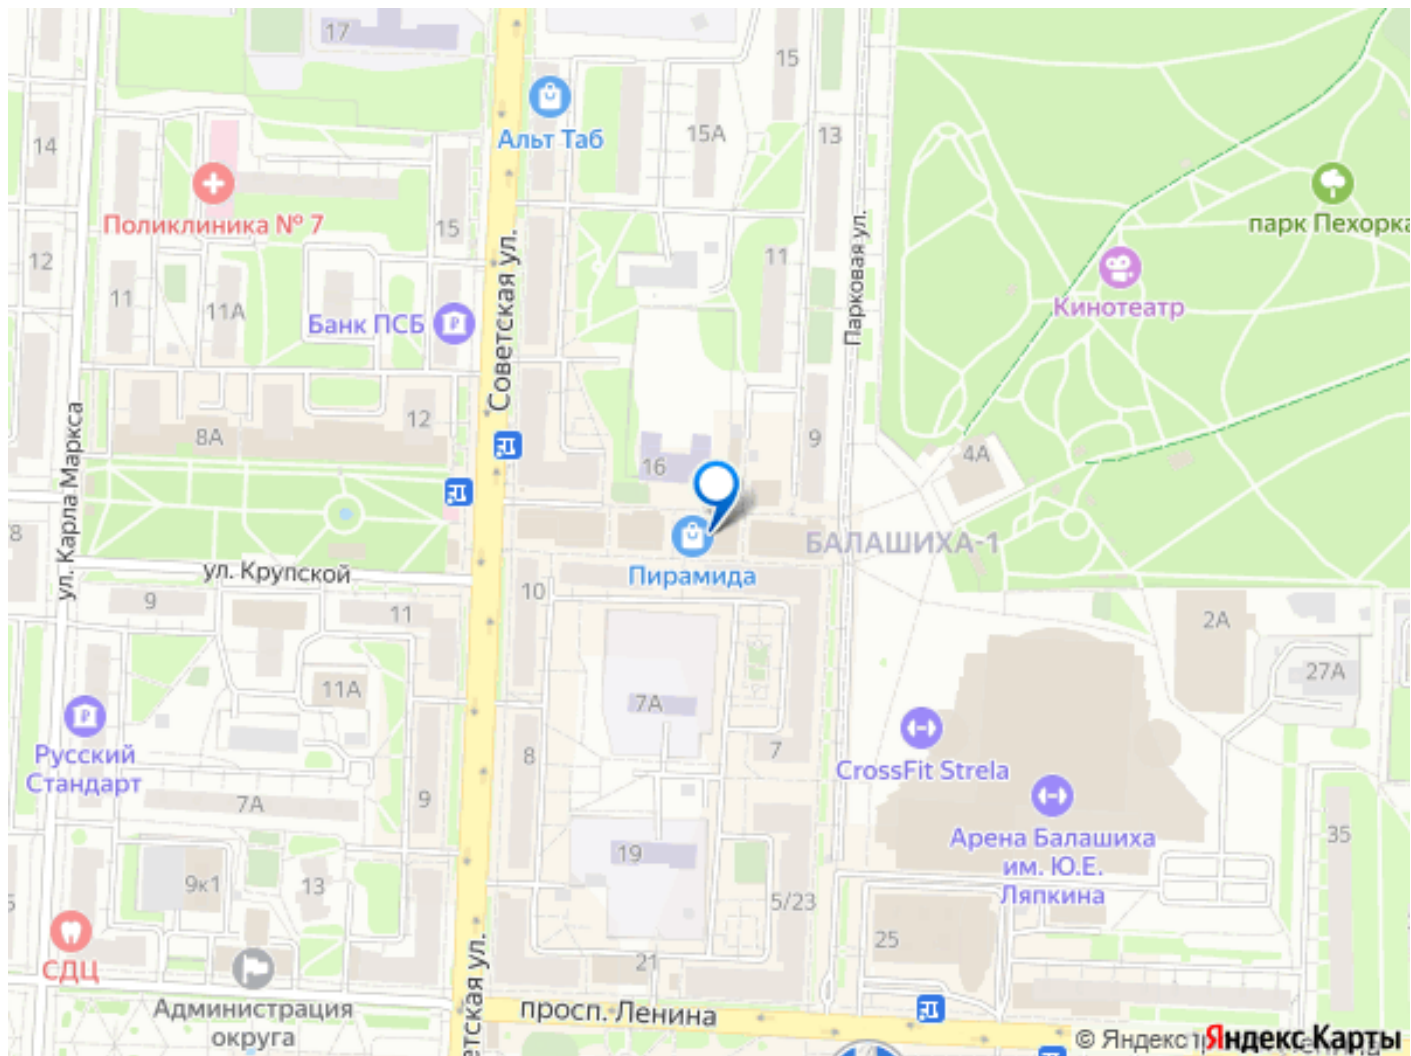 17
15
Альт Таб
14
15А
13
Поликлиника № 7
парк Пехорка
15
Парковая ул.
12
11
11А
11
Советская ул.
Кинотеатр
Банк ПСБ
12
8А
9
16
4А
ул. Карла Маркса
8
БАЛАШИХА-1
ул. Крупской
Пирамида
10
9
11
2А
11А
7А
27А
Русский
Стандарт
8
7
CrossFit Strela
7А
9
Арена Балашиха
им. Ю.Е.
Ляпкина
35
19
9к1
13
5/23
25
СДЦ
21
Администрация
округа
просп. Ленина
© Яндекс
Яндекс Карты